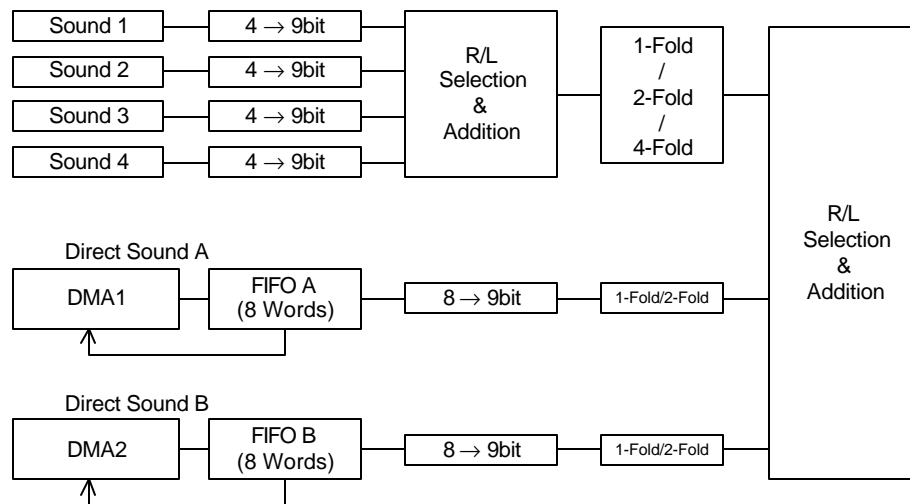 Sound 1
4 → 9bit
Sound 2
4 → 9bit
Sound 3
4 → 9bit
Sound 4
4 → 9bit
R/L
Selection
&
Addition
1-Fold
/
2-Fold
/
4-Fold
R/L
Selection
&
Addition
Direct Sound A
DMA1
FIFO A
(8 Words)
8 → 9bit
1-Fold/2-Fold
Direct Sound B
DMA2
FIFO B
(8 Words)
8 → 9bit
1-Fold/2-Fold